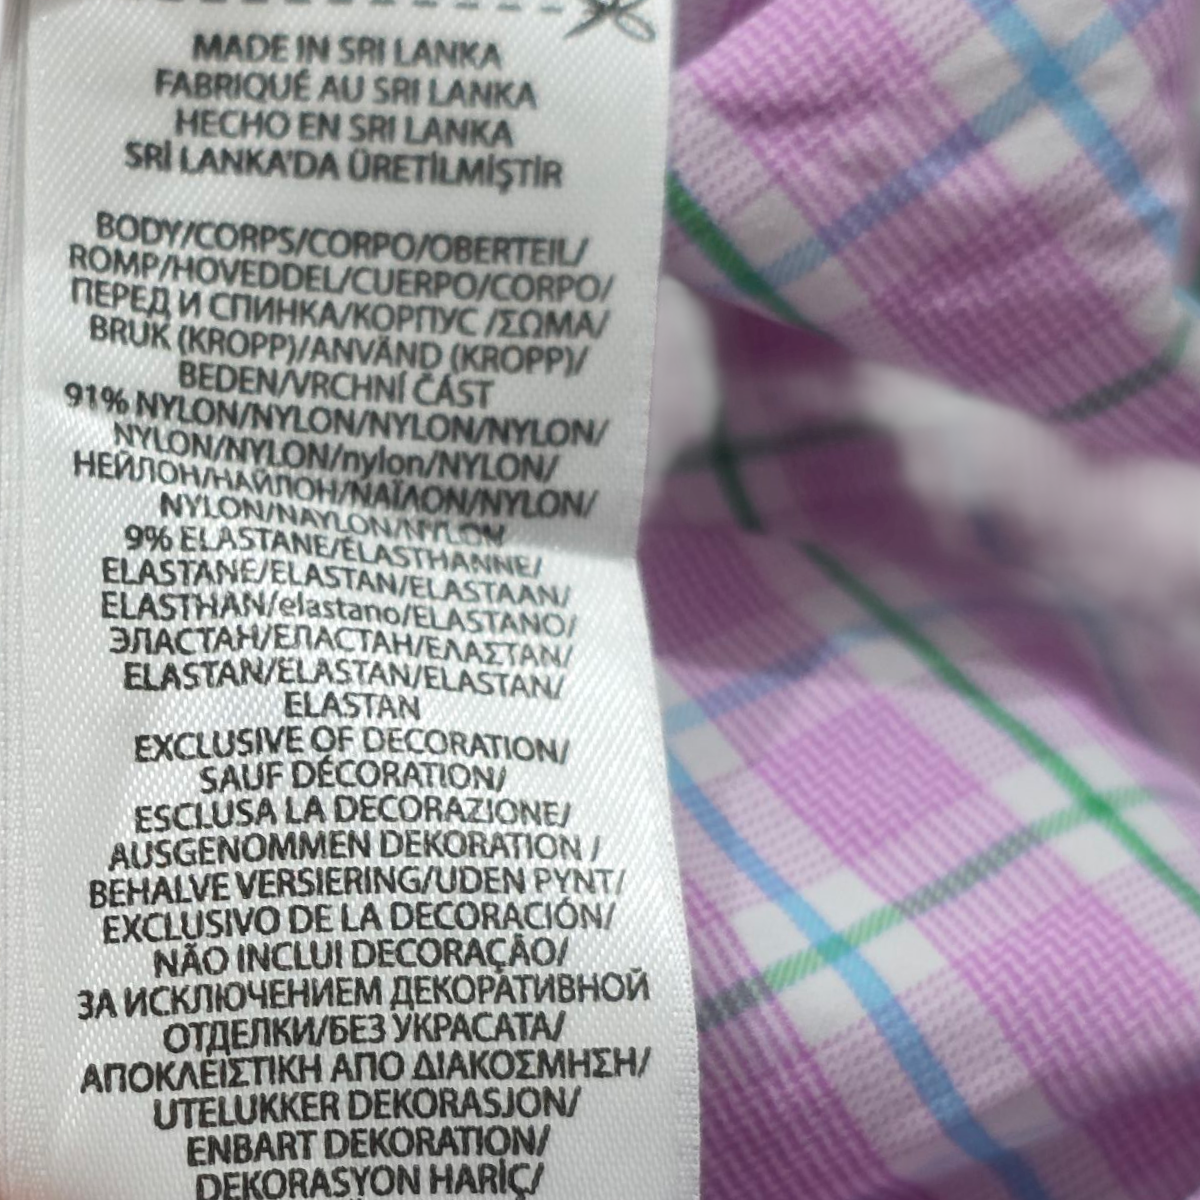 MADE IN SRI LANKA
FABRIQUÉ AU SRI LANKA
HECHO EN SRI LANKA
SRİ LANKA'DA ÜRETİLMİŞTİR
BODY/CORPS/CORPO/OBERTEIL/
ROMP/HOVEDDEL/CUERPO/CORPO/
ПЕРЕД И СПИНКА/КОРПУС /ΣΩΜΑ/
BRUK (KROPP)/ANVÄND (KROPP)/
BEDEN/VRCHNÍ ČÁST
91% NYLON/NYLON/NYLON/NYLON/
NYLON/NYLON/nylon/NYLON/
НЕЙЛОН/НАЙЛОН/ΝΑΪΛΟΝ/NYLON/
NYLON/NAYLON/NYLON
9% ELASTANE/ÉLASTHANNE/
ELASTANE/ELASTAN/ELASTAAN/
ELASTHAN/elastano/ELASTANO/
ЭЛАСТАН/ЕЛАСТАН/ΕΛΑΣΤΑΝ/
ELASTAN/ELASTAN/ELASTAN/
ELASTAN
EXCLUSIVE OF DECORATION/
SAUF DÉCORATION/
ESCLUSA LA DECORAZIONE/
AUSGENOMMEN DEKORATION /
BEHALVE VERSIERING/UDEN PYNT/
EXCLUSIVO DE LA DECORACIÓN/
NÃO INCLUI DECORAÇÃO/
ЗА ИСКЛЮЧЕНИЕМ ДЕКОРАТИВНОЙ
ОТДЕЛКИ/БЕЗ УКРАСАТА/
ΑΠΟΚΛΕΙΣΤΙΚΗ ΑΠΟ ΔΙΑΚΟΣΜΗΣΗ/
UTELUKKER DEKORASJON/
ENBART DEKORATION/
DEKORASYON HARİÇ/